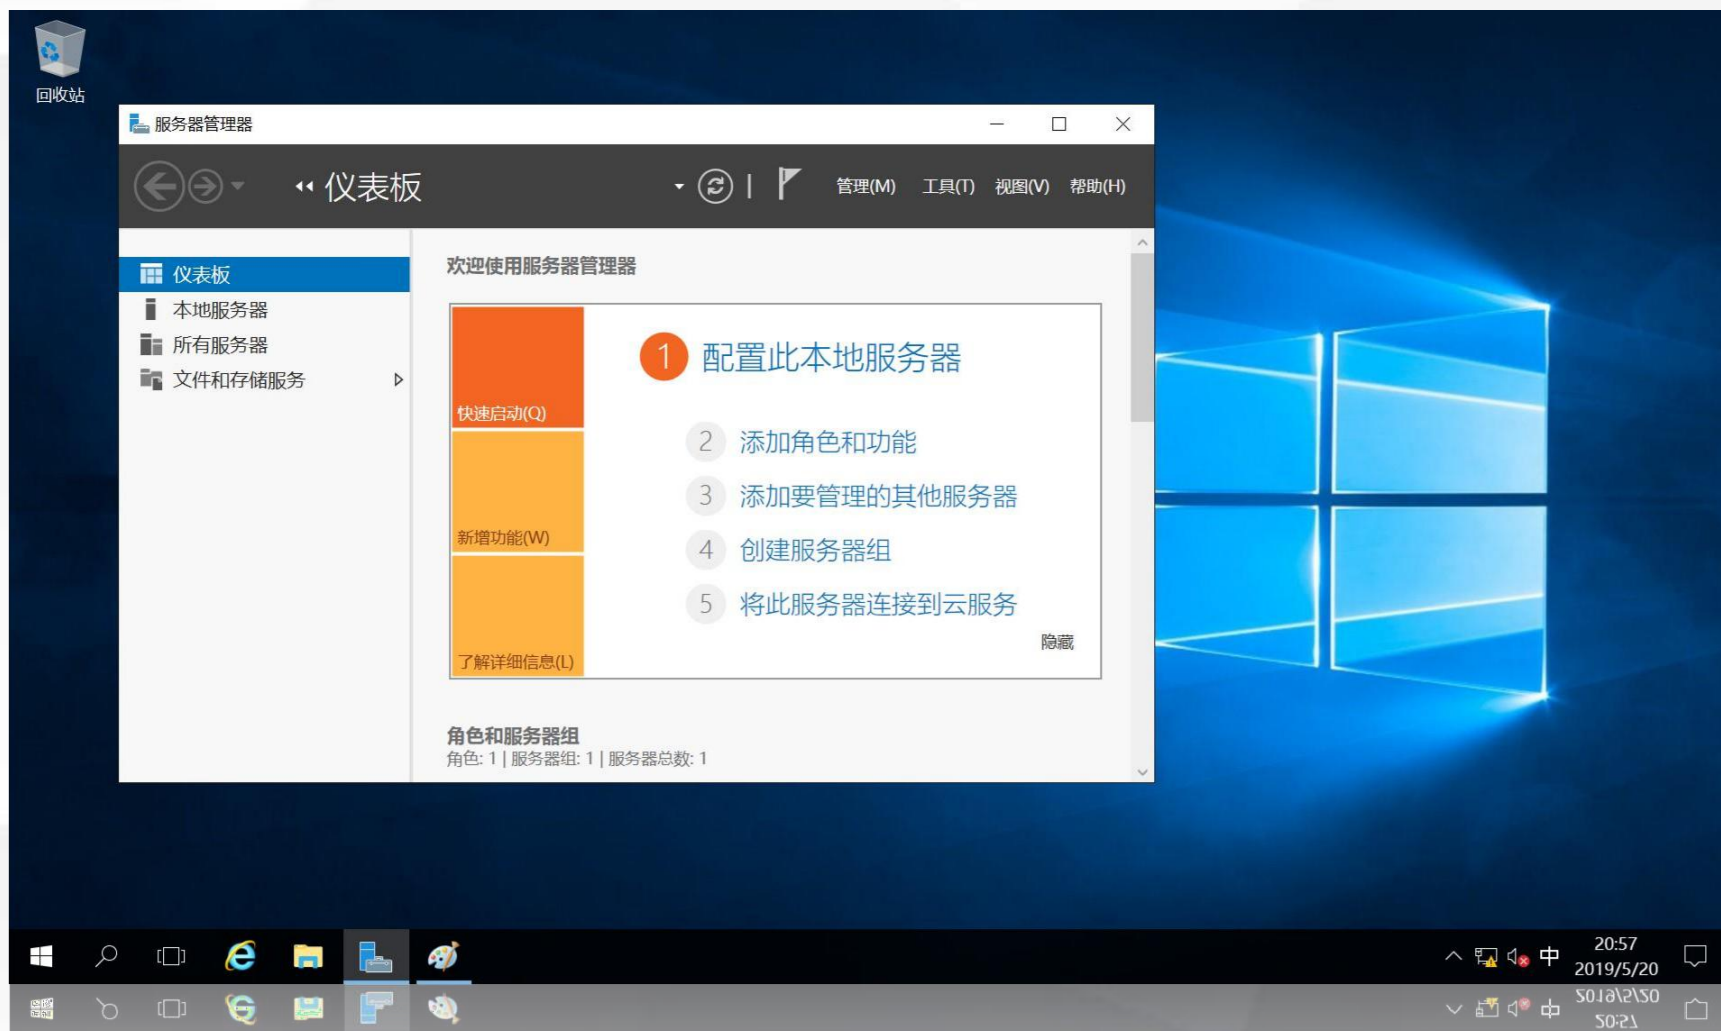 回收站
服务器管理器
仪表板
管理(M) 工具(T) 视图(V) 帮助(H)
仪表板
本地服务器
所有服务器
文件和存储服务
欢迎使用服务器管理器
快速启动(Q)
新增功能(W)
了解详细信息(L)
1 配置此本地服务器
2 添加角色和功能
3 添加要管理的其他服务器
4 创建服务器组
5 将此服务器连接到云服务
隐藏
角色和服务器组
角色: 1 | 服务器组: 1 | 服务器总数: 1
中
20:57
2019/5/20
中
2019/5/20
20:57